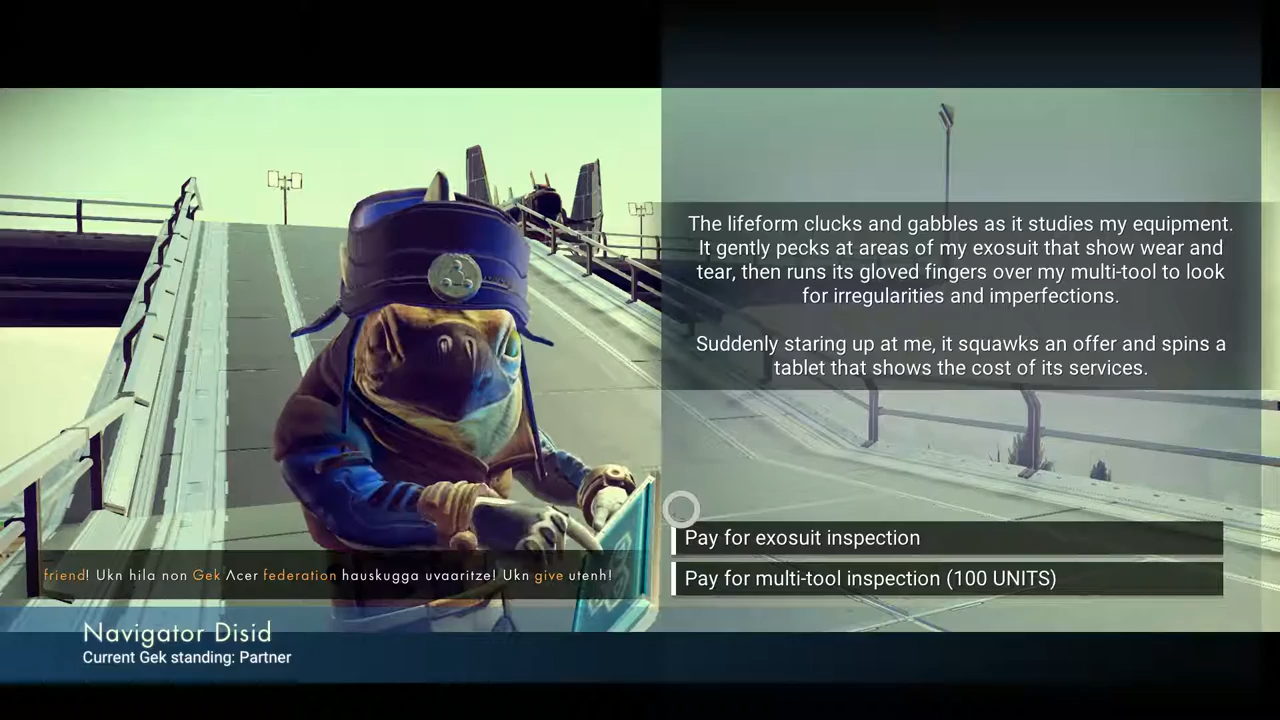 The lifeform clucks and gabbles as it studies my equipment.
It gently pecks at areas of my exosuit that show wear and
tear, then runs its gloved fingers over my multi-tool to look
for irregularities and imperfections.
Suddenly staring up at me, it squawks an offer and spins a
tablet that shows the cost of its services.
Pay for exosuit inspection
Pay for multi-tool inspection (100 UNITS)
friend! Ukn hila non Gek Λcer federation hauskugga uvaaritze! Ukn give utenh!
Navigator Disid
Current Gek standing: Partner